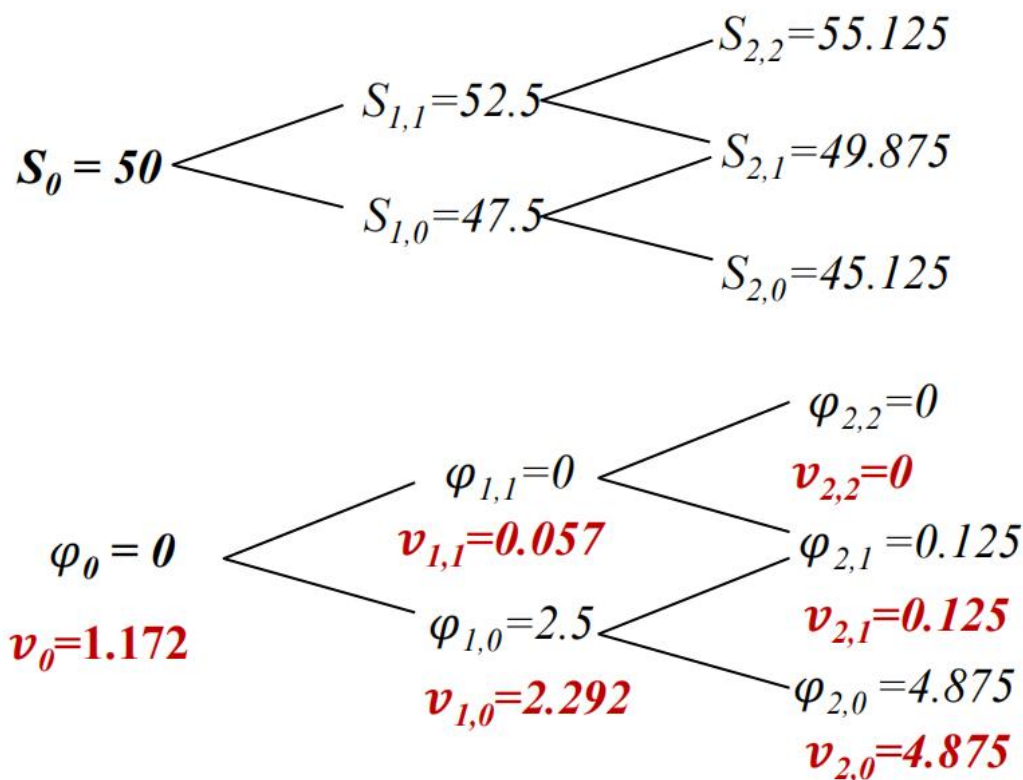 S₂,₂=55.125
S₁,₁=52.5
S₀ = 50
S₂,₁=49.875
S₁,₀=47.5
S₂,₀=45.125
φ₂,₂=0
v₂,₂=0
φ₁,₁=0
v₁,₁=0.057
φ₀ = 0
φ₂,₁=0.125
v₂,₁=0.125
v₀=1.172
φ₁,₀=2.5
v₁,₀=2.292
φ₂,₀ =4.875
v₂,₀=4.875